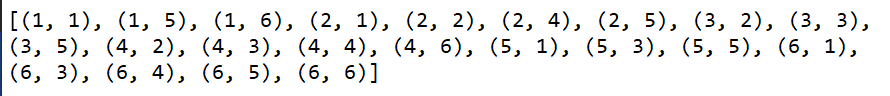 [(1, 1), (1, 5), (1, 6), (2, 1), (2, 2), (2, 4), (2, 5), (3, 2), (3, 3),
(3, 5), (4, 2), (4, 3), (4, 4), (4, 6), (5, 1), (5, 3), (5, 5), (6, 1),
(6, 3), (6, 4), (6, 5), (6, 6)]